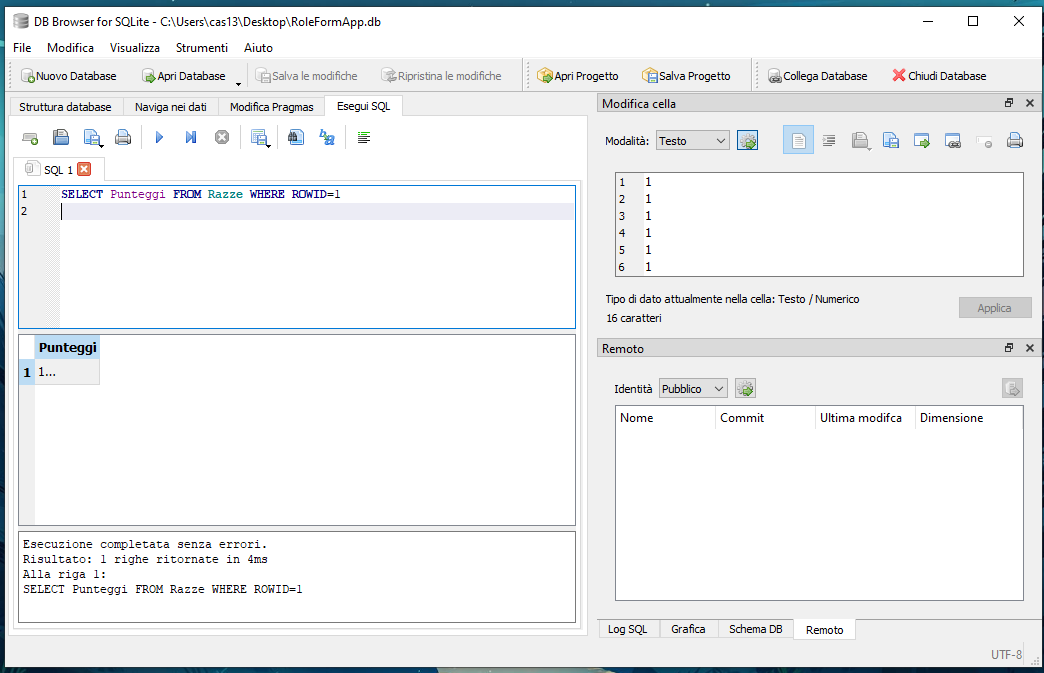 DB Browser for SQLite - C:\Users\cas13\Desktop\RoleFormApp.db
File Modifica Visualizza Strumenti Aiuto
Nuovo Database Apri Database Salva le modifiche Ripristina le modifiche Apri Progetto Salva Progetto Collega Database Chiudi Database
Struttura database Naviga nei dati Modifica Pragmas Esegui SQL
SQL 1
1 SELECT Punteggi FROM Razze WHERE ROWID=1
2
Punteggi
1 1...
Esecuzione completata senza errori.
Risultato: 1 righe ritornate in 4ms
Alla riga 1:
SELECT Punteggi FROM Razze WHERE ROWID=1
Modifica cella
Modalità: Testo
1 1
2 1
3 1
4 1
5 1
6 1
Tipo di dato attualmente nella cella: Testo / Numerico
16 caratteri
Applica
Remoto
Identità Pubblico
Nome Commit Ultima modifca Dimensione
Log SQL Grafica Schema DB Remoto
UTF-8